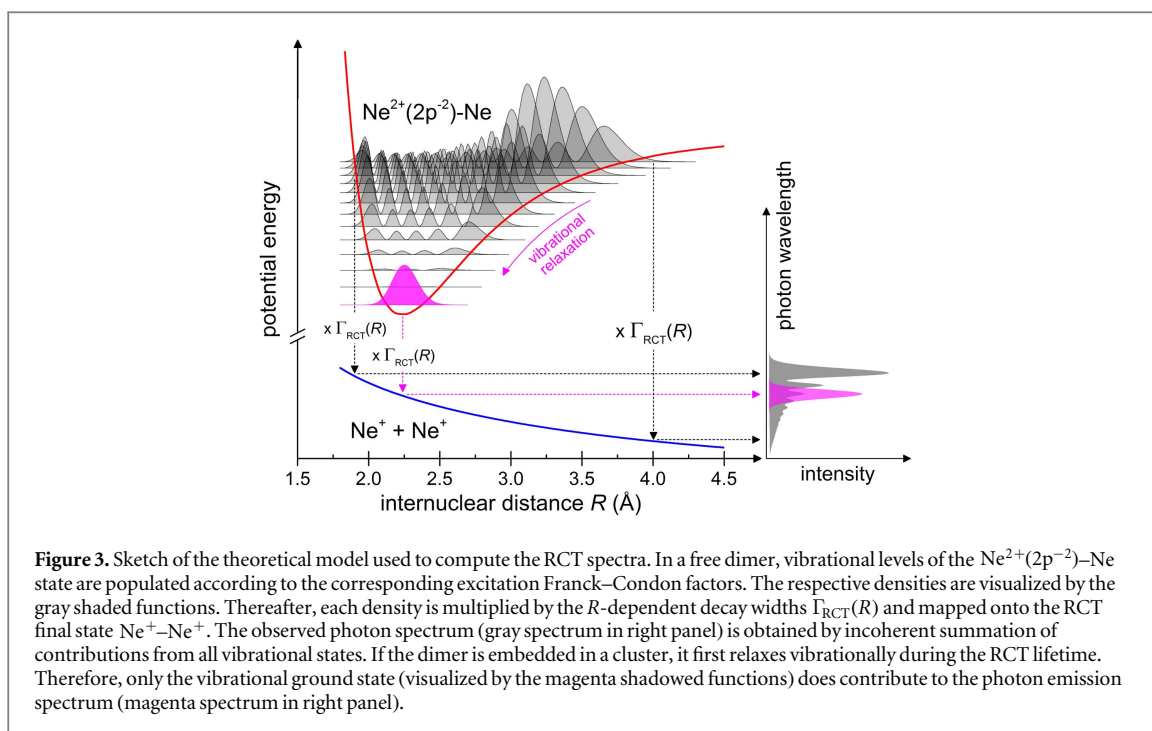 Ne²⁺(2p⁻²)-Ne
potential energy
vibrational
relaxation
photon wavelength
x Γ_RCT(R)
x Γ_RCT(R)
x Γ_RCT(R)
Ne⁺ + Ne⁺
1.5 2.0 2.5 3.0 3.5 4.0 4.5
internuclear distance R (Å)
intensity
Figure 3. Sketch of the theoretical model used to compute the RCT spectra. In a free dimer, vibrational levels of the Ne²⁺(2p⁻²)–Ne
state are populated according to the corresponding excitation Franck–Condon factors. The respective densities are visualized by the
gray shaded functions. Thereafter, each density is multiplied by the R-dependent decay widths Γ_RCT(R) and mapped onto the RCT
final state Ne⁺–Ne⁺. The observed photon spectrum (gray spectrum in right panel) is obtained by incoherent summation of
contributions from all vibrational states. If the dimer is embedded in a cluster, it first relaxes vibrationally during the RCT lifetime.
Therefore, only the vibrational ground state (visualized by the magenta shadowed functions) does contribute to the photon emission
spectrum (magenta spectrum in right panel).